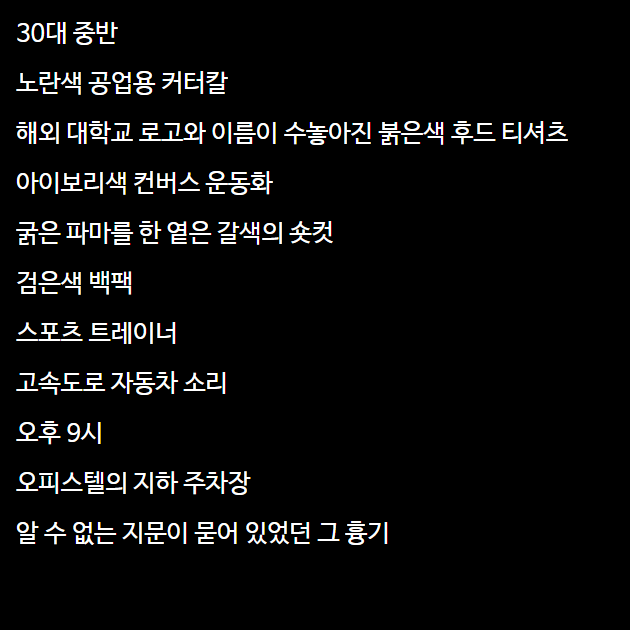 30대 중반
노란색 공업용 커터칼
해외 대학교 로고와 이름이 수놓아진 붉은색 후드 티셔츠
아이보리색 컨버스 운동화
굵은 파마를 한 옅은 갈색의 숏컷
검은색 백팩
스포츠 트레이너
고속도로 자동차 소리
오후 9시
오피스텔의 지하 주차장
알 수 없는 지문이 묻어 있었던 그 흉기